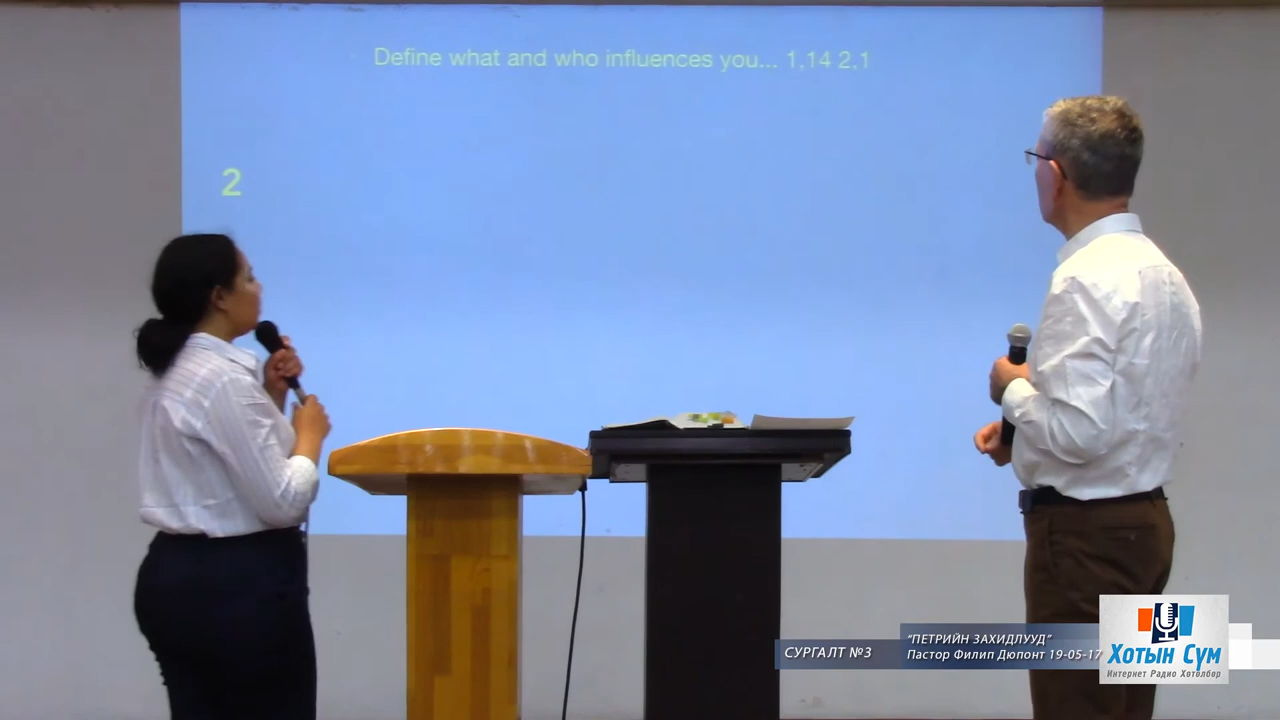 Define what and who influences you... 1,14 2,1
2
СУРГАЛТ №3
"ПЕТРИЙН ЗАХИДЛУУД"
Пастор Филип Дюпонт 19-05-17
Хотын Сүм
Интернет Радио Хөтөлбөр